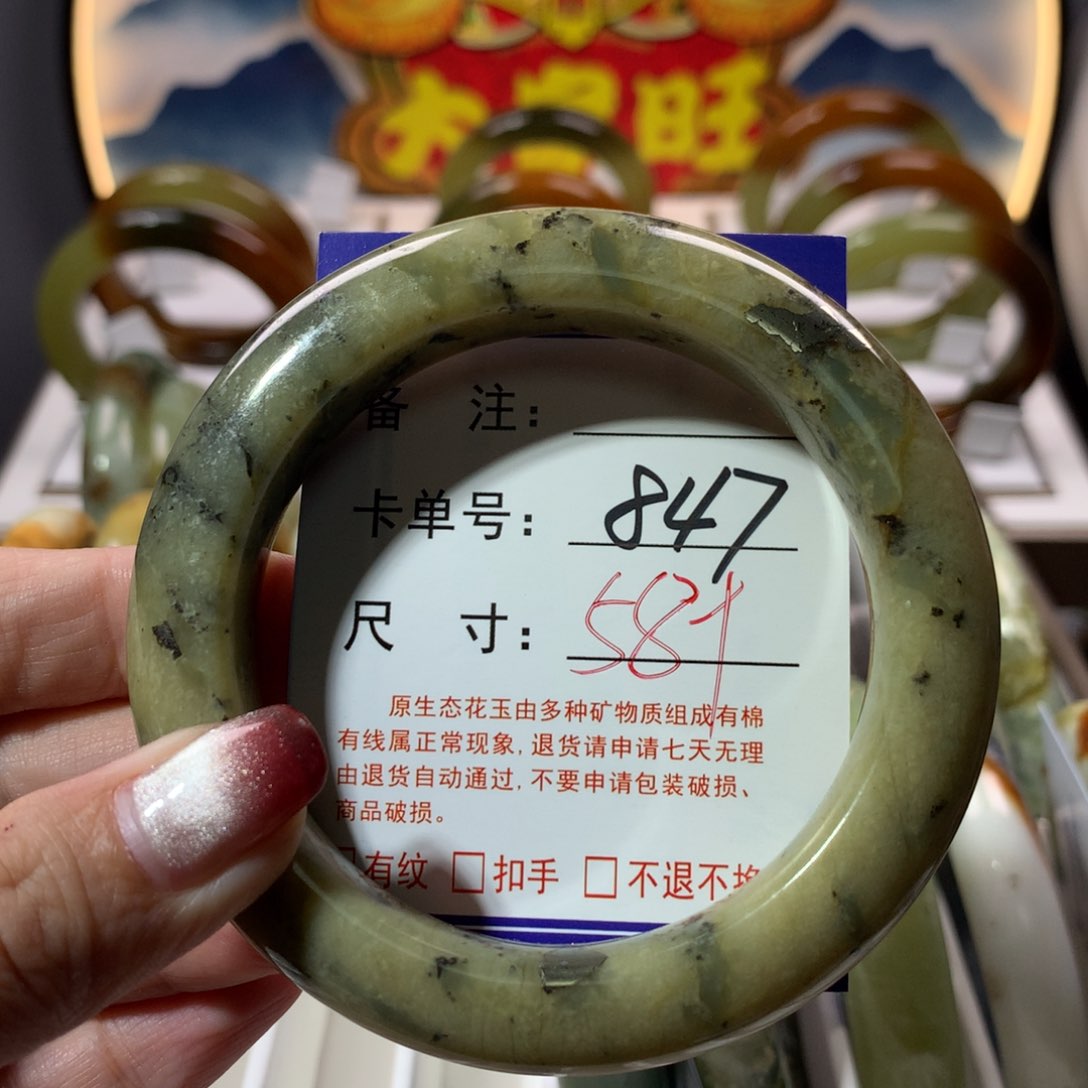 备 注：
卡单号：847
尺 寸：584
原生态花玉由多种矿物质组成有棉
有线属正常现象，退货请申请七天无理
由退货自动通过，不要申请包装破损、
商品破损。
□有纹 □扣手 □不退不